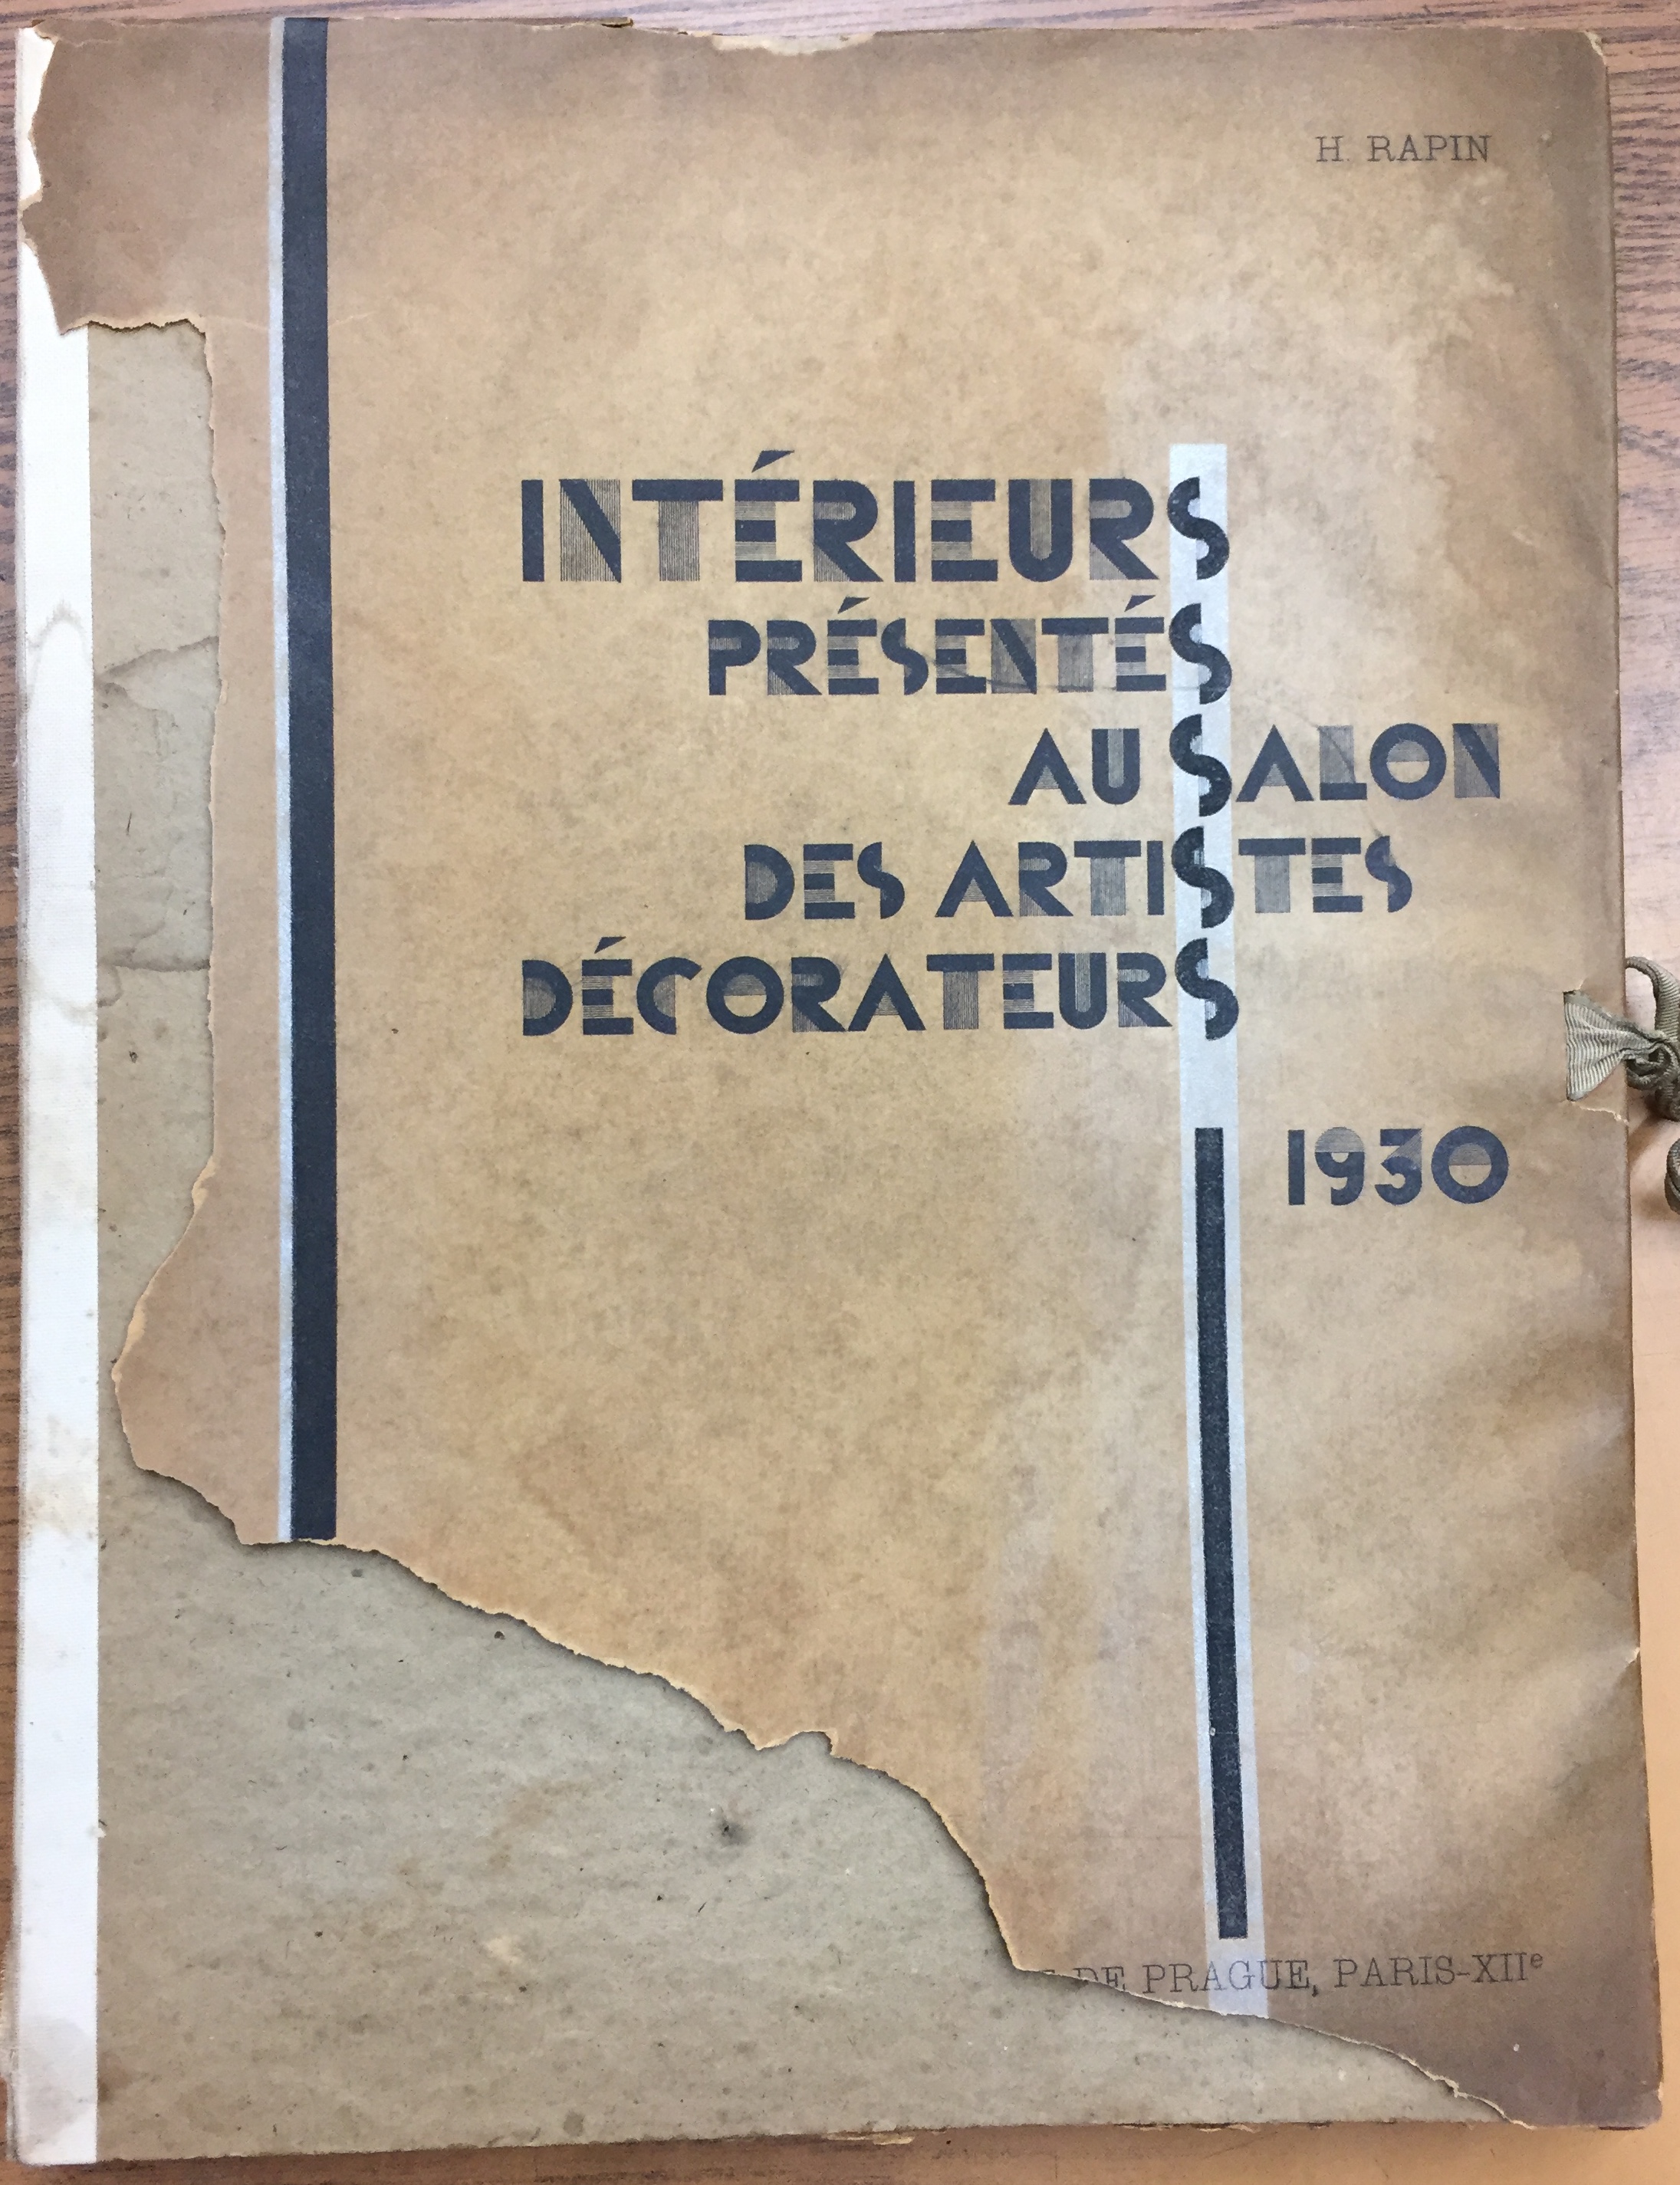 H. RAPIN
INTÉRIEURS
PRÉSENTÉS
AU SALON
DES ARTISTES
DÉCORATEURS
1930
DE PRAGUE, PARIS-XIIe